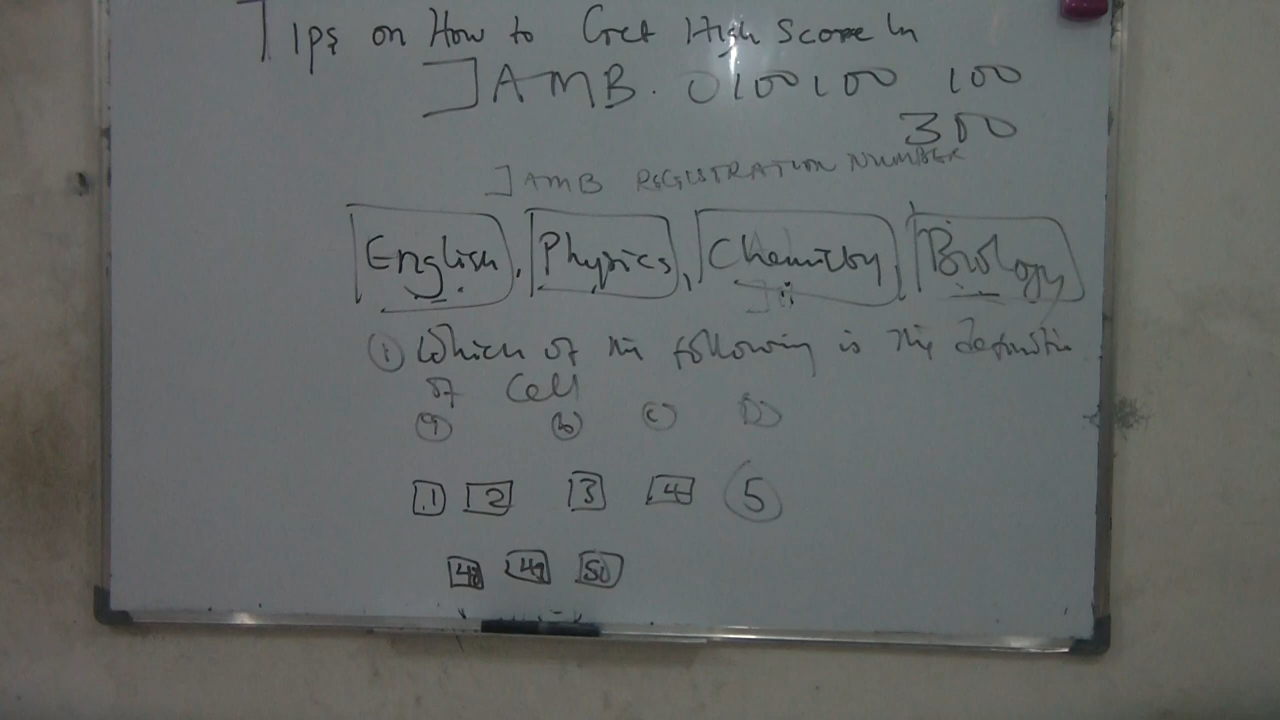 Tips on How to Get High Score In
JAMB. 0100100 100
300
JAMB REGISTRATION NUMBER
English, Physics, Chemistry, Biology
① Which of the following is the definition
of Cell
(a) (b) (c) (D)
1 2 3 4 5
48 49 50